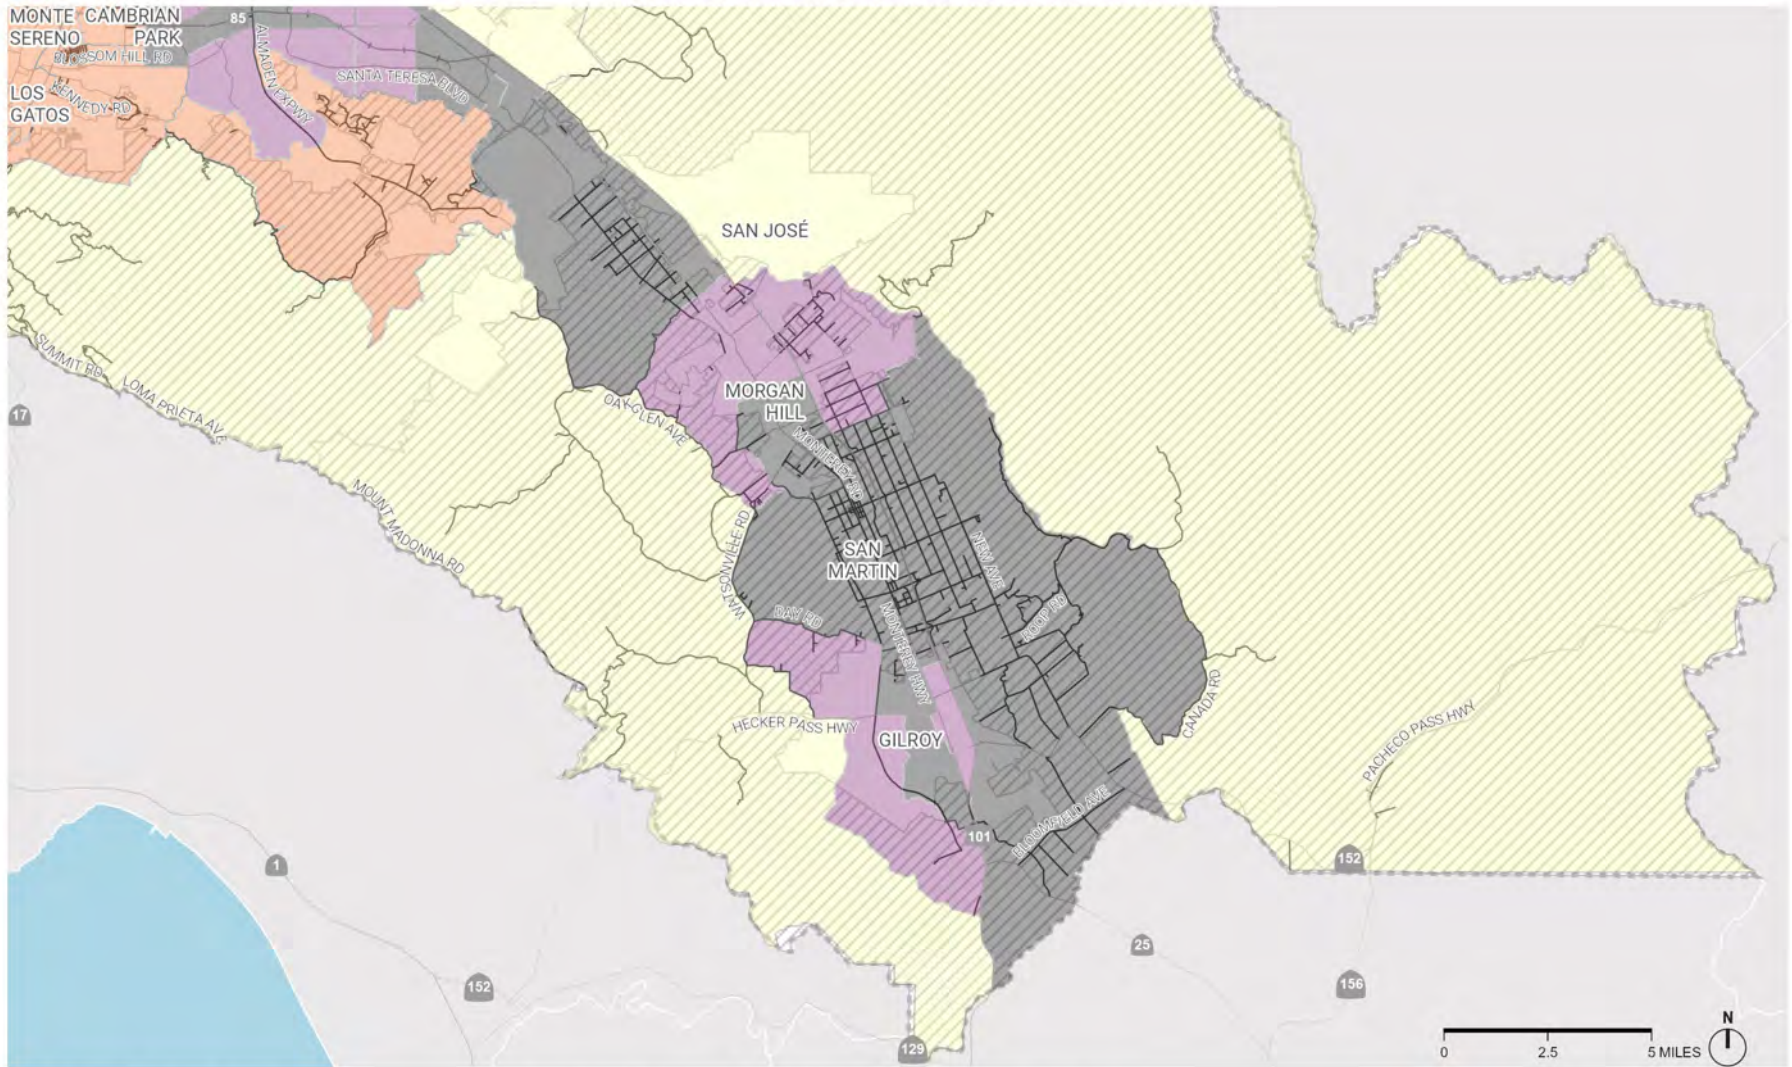 MONTE
SERENO
CAMBRIAN
PARK
85
BLOSSOM HILL RD
ALMADEN EXPWY
SANTA TERESA BLVD
LOS
GATOS
KENNEDY RD
SAN JOSÉ
SUMMIT RD
LOMA PRIETA AVE
17
OAK GLEN AVE
MORGAN
HILL
MONTEREY RD
MOUNT MADONNA RD
WATSONVILLE RD
SAN
MARTIN
NEW AVE
DAY RD
ROOP RD
MONTEREY HWY
CANADA RD
HECKER PASS HWY
GILROY
PACHECO PASS HWY
BLOOMFIELD AVE
101
1
152
152
25
156
129
N
0
2.5
5 MILES